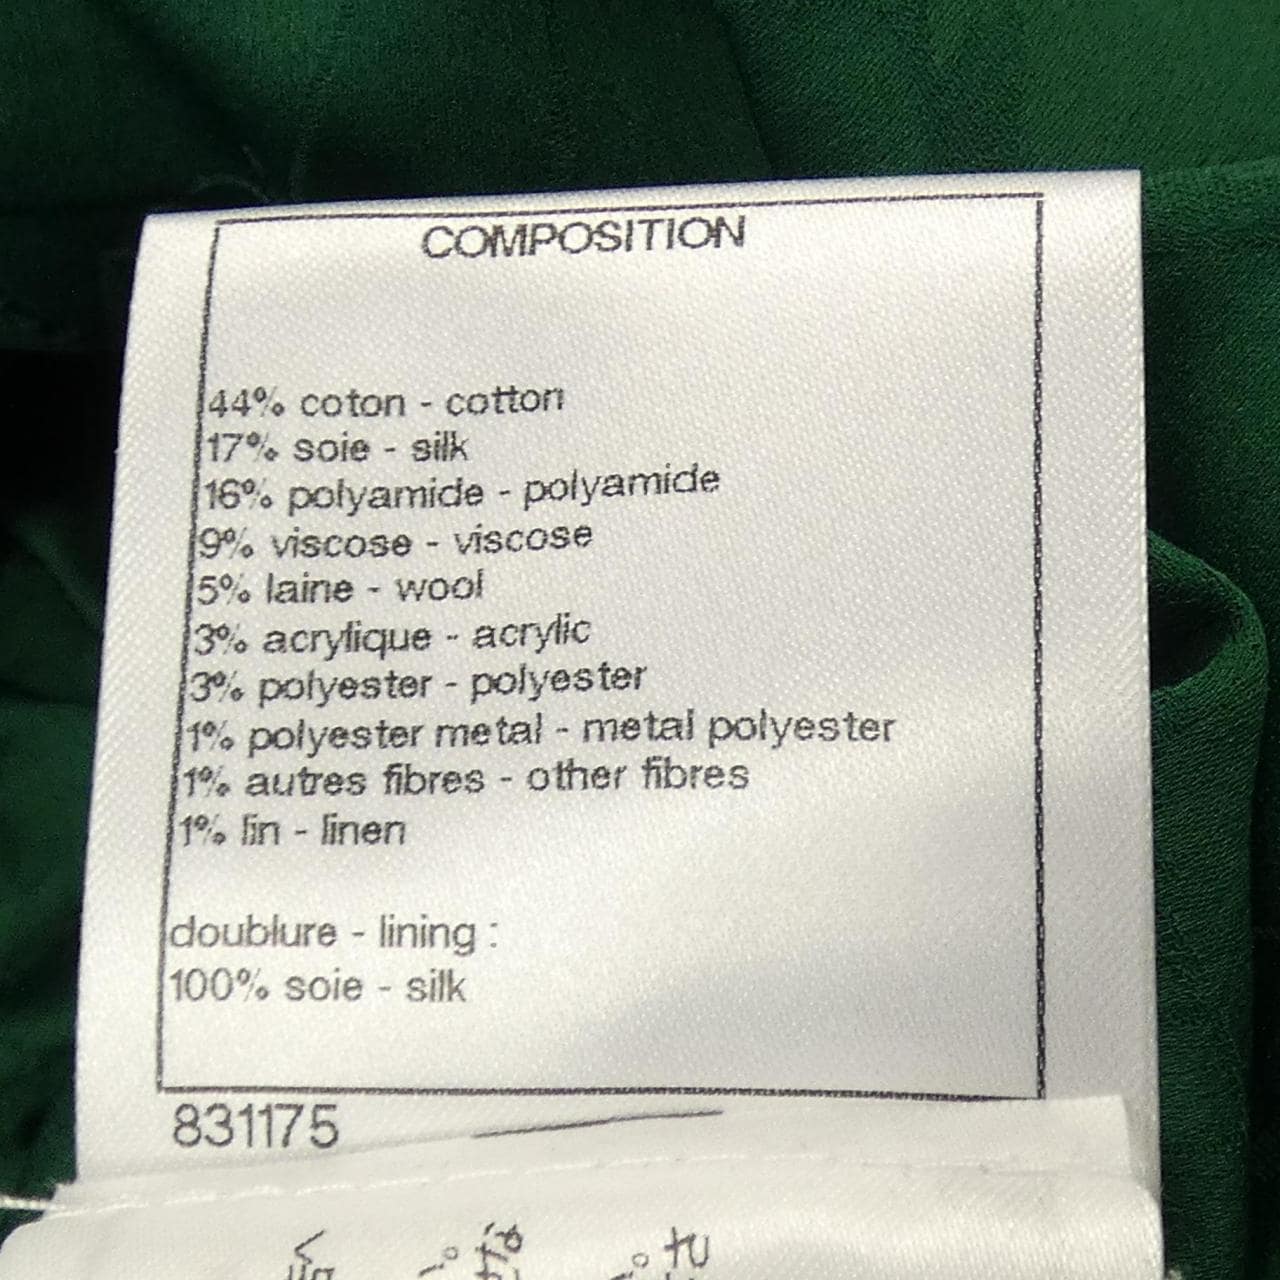 COMPOSITION
44% coton - cotton
17% soie - silk
16% polyamide - polyamide
9% viscose - viscose
5% laine - wool
3% acrylique - acrylic
3% polyester - polyester
1% polyester metal - metal polyester
1% autres fibres - other fibres
1% lin - linen
doublure - lining :
100% soie - silk
831175